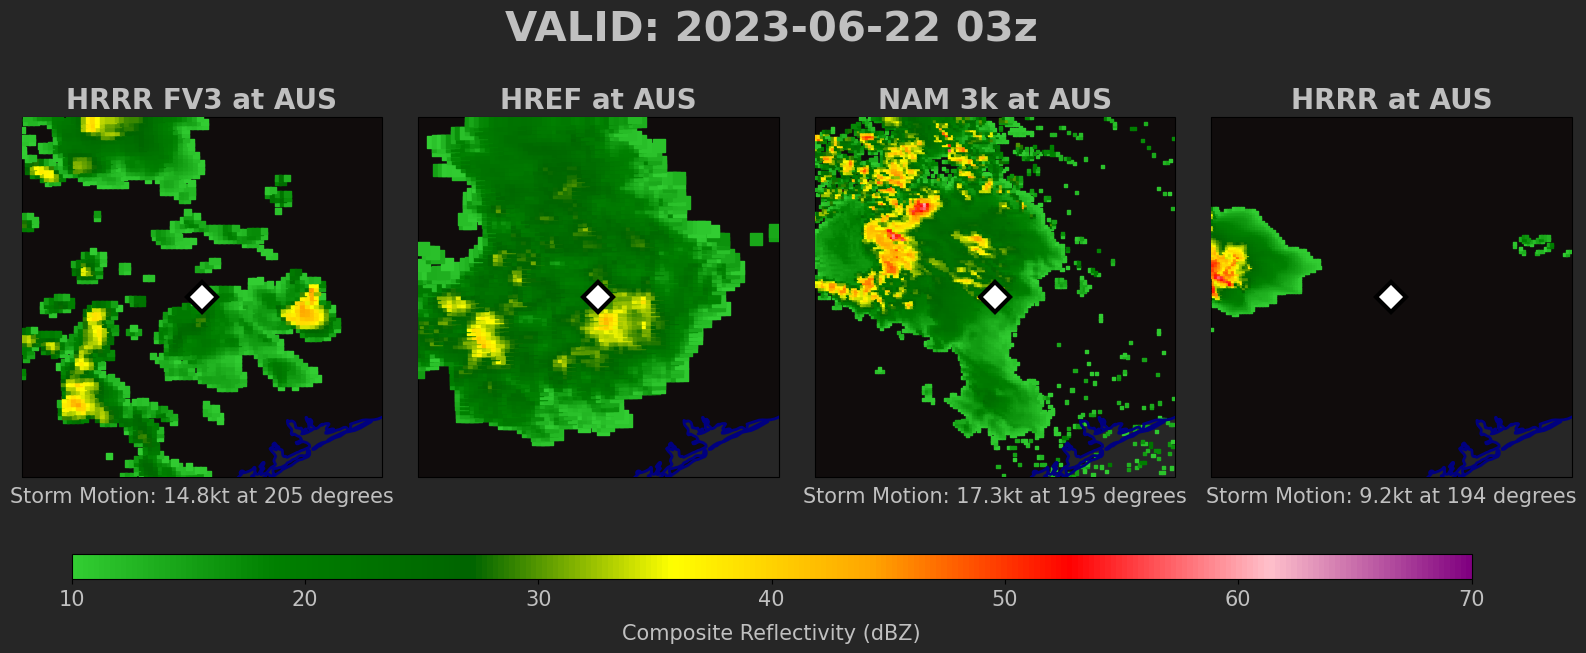 VALID: 2023-06-22 03z
HRRR FV3 at AUS
HREF at AUS
NAM 3k at AUS
HRRR at AUS
Storm Motion: 14.8kt at 205 degrees
Storm Motion: 17.3kt at 195 degrees
Storm Motion: 9.2kt at 194 degrees
10 20 30 40 50 60 70
Composite Reflectivity (dBZ)